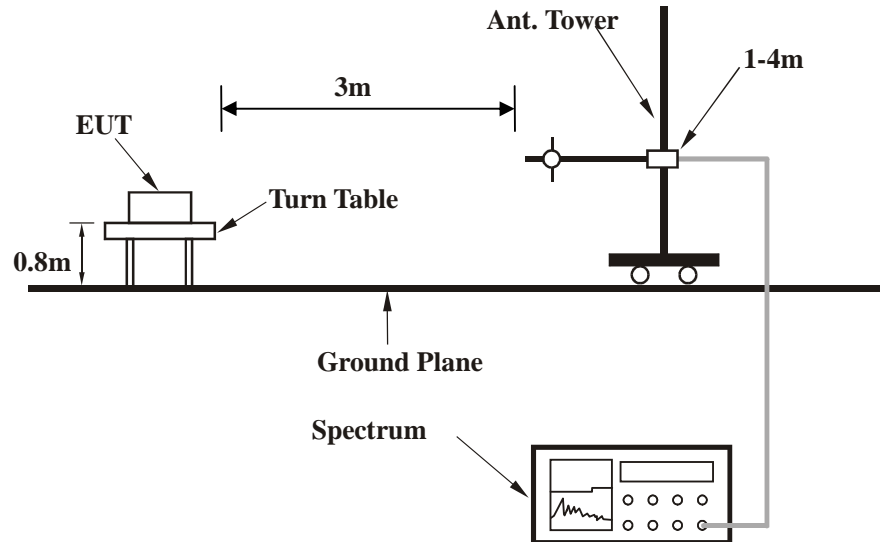 Ant. Tower
1-4m
3m
EUT
Turn Table
0.8m
Ground Plane
Spectrum